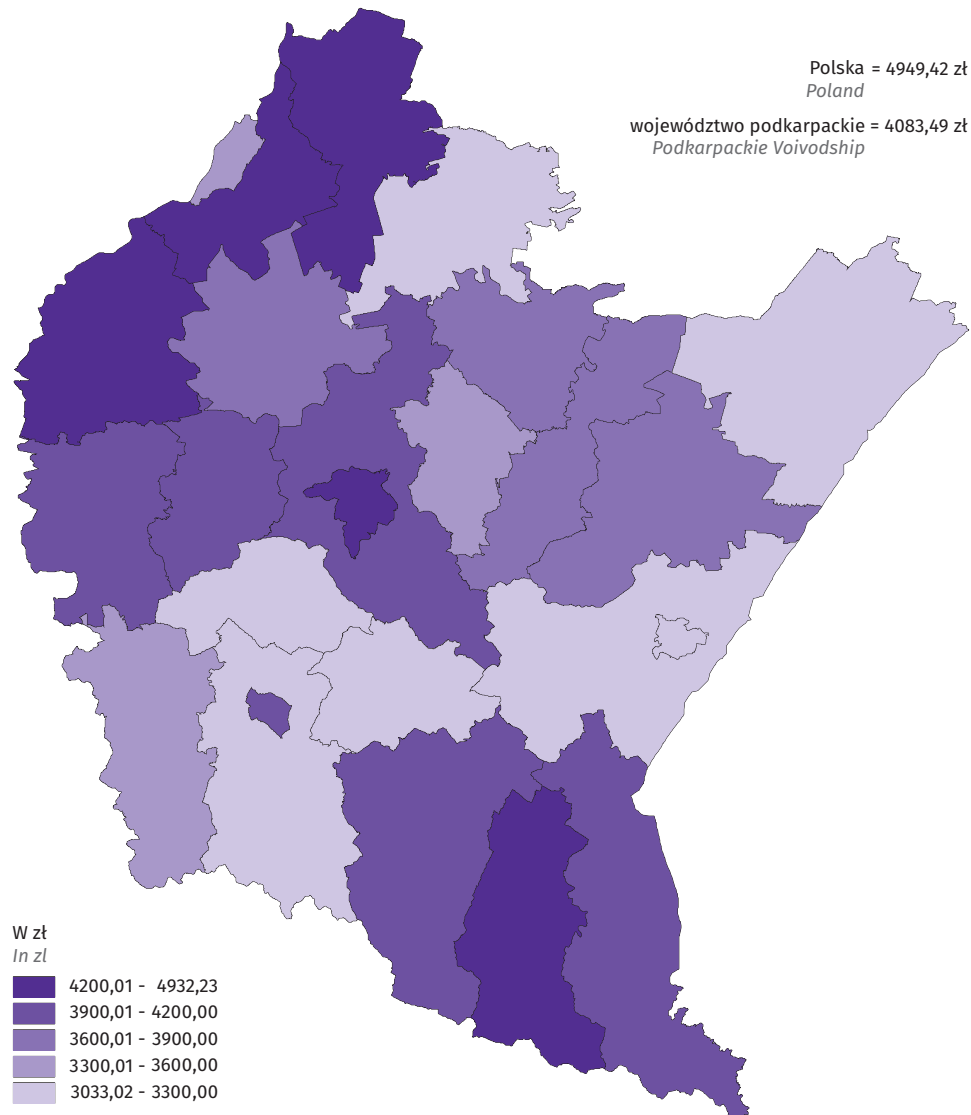 Polska = 4949,42 zł
Poland
województwo podkarpackie = 4083,49 zł
Podkarpackie Voivodship
W zł
In zl
4200,01 - 4932,23
3900,01 - 4200,00
3600,01 - 3900,00
3300,01 - 3600,00
3033,02 - 3300,00